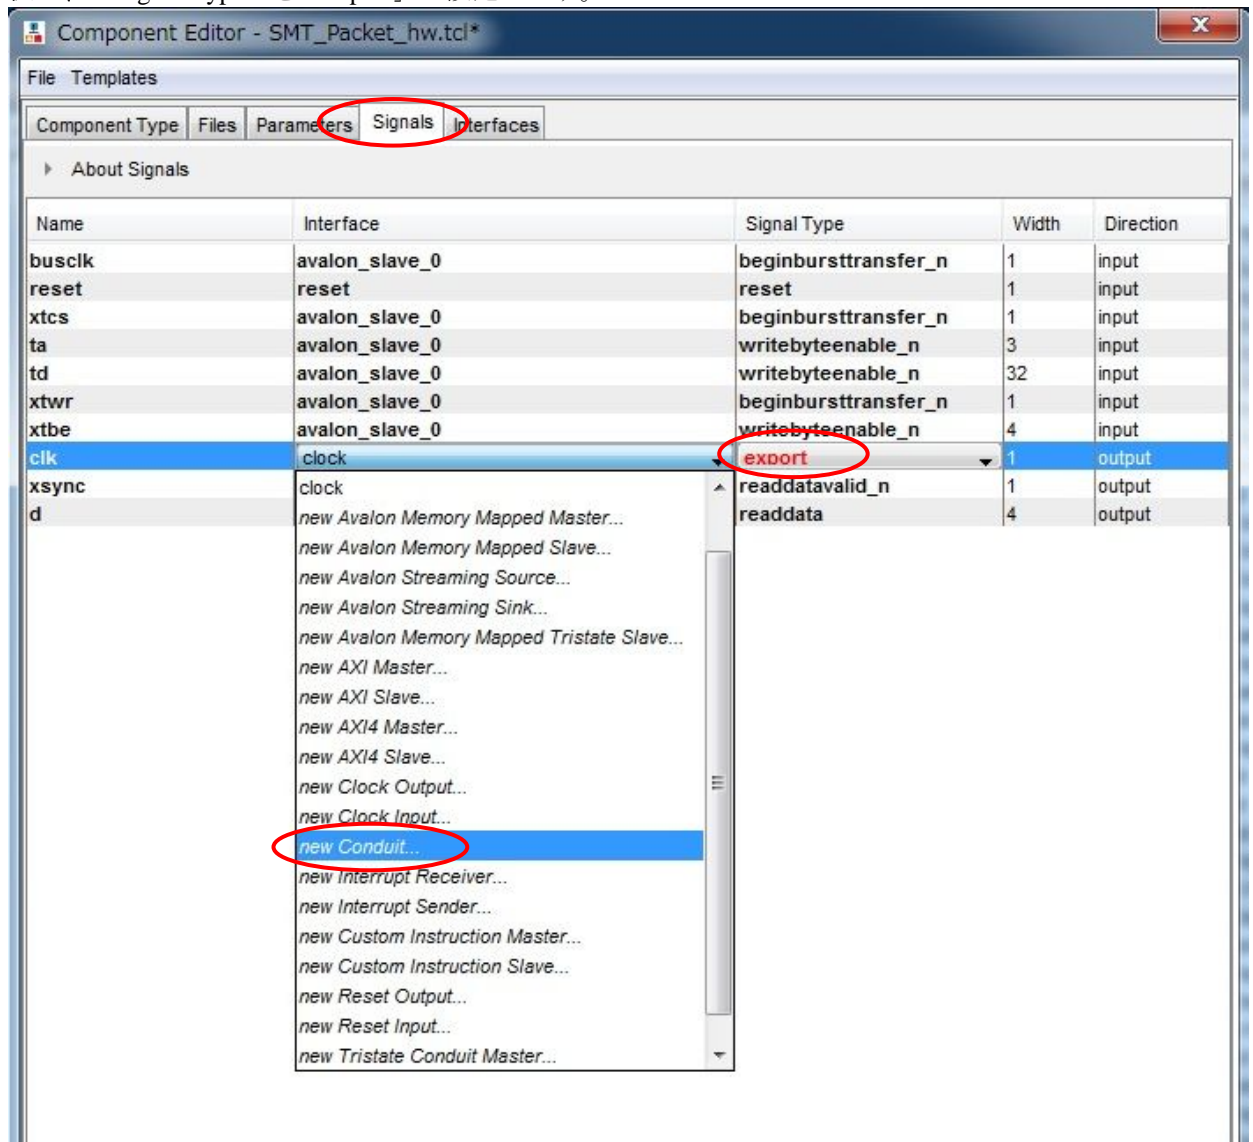 Component Editor - SMT_Packet_hw.tcl*
File Templates
Component Type Files Parameters Signals Interfaces
About Signals
Name Interface Signal Type Width Direction
busclk avalon_slave_0 beginbursttransfer_n 1 input
reset reset reset 1 input
xtcs avalon_slave_0 beginbursttransfer_n 1 input
ta avalon_slave_0 writebyteenable_n 3 input
td avalon_slave_0 writebyteenable_n 32 input
xtwr avalon_slave_0 beginbursttransfer_n 1 input
xtbe avalon_slave_0 writebyteenable_n 4 input
clk clock export 1 output
xsync clock readdatavalid_n 1 output
d new Avalon Memory Mapped Master... readdata 4 output
new Avalon Memory Mapped Slave...
new Avalon Streaming Source...
new Avalon Streaming Sink...
new Avalon Memory Mapped Tristate Slave...
new AXI Master...
new AXI Slave...
new AXI4 Master...
new AXI4 Slave...
new Clock Output...
new Clock Input...
new Conduit...
new Interrupt Receiver...
new Interrupt Sender...
new Custom Instruction Master...
new Custom Instruction Slave...
new Reset Output...
new Reset Input...
new Tristate Conduit Master...